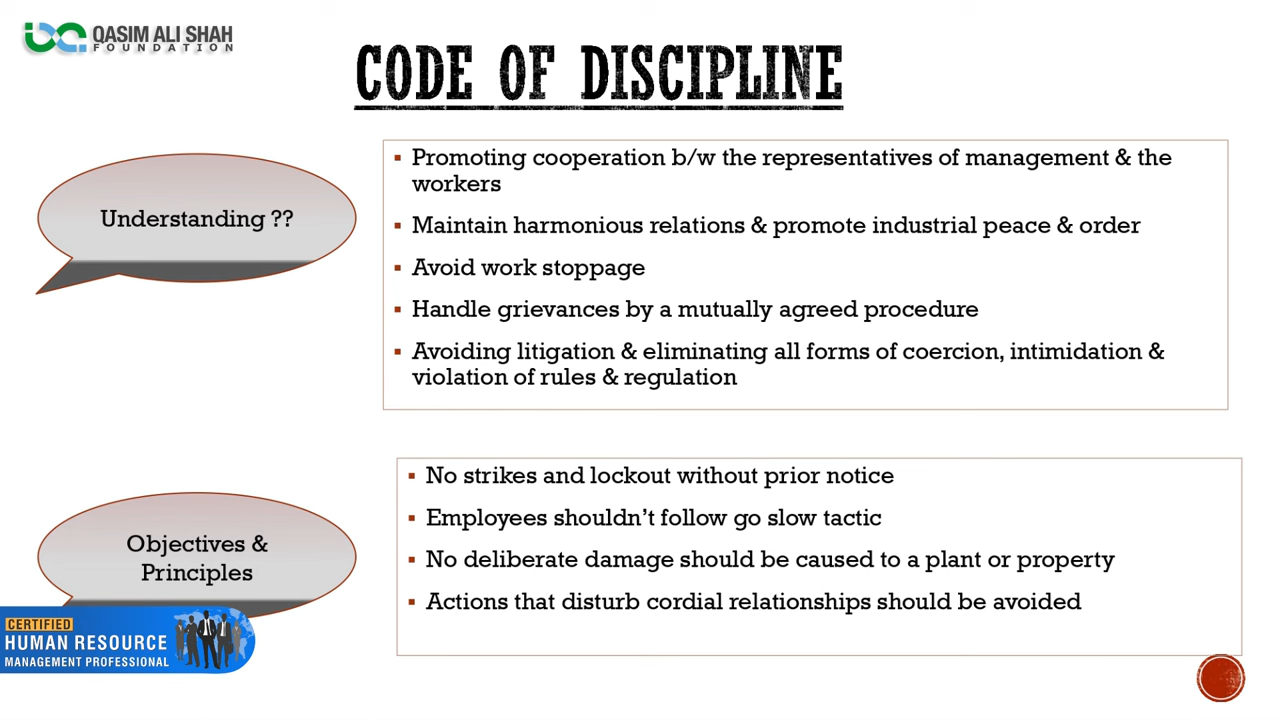 QASIM ALI SHAH
FOUNDATION
CODE OF DISCIPLINE
Understanding ??
▪ Promoting cooperation b/w the representatives of management & the
workers
▪ Maintain harmonious relations & promote industrial peace & order
▪ Avoid work stoppage
▪ Handle grievances by a mutually agreed procedure
▪ Avoiding litigation & eliminating all forms of coercion, intimidation &
violation of rules & regulation
Objectives &
Principles
▪ No strikes and lockout without prior notice
▪ Employees shouldn’t follow go slow tactic
▪ No deliberate damage should be caused to a plant or property
▪ Actions that disturb cordial relationships should be avoided
CERTIFIED
HUMAN RESOURCE
MANAGEMENT PROFESSIONAL